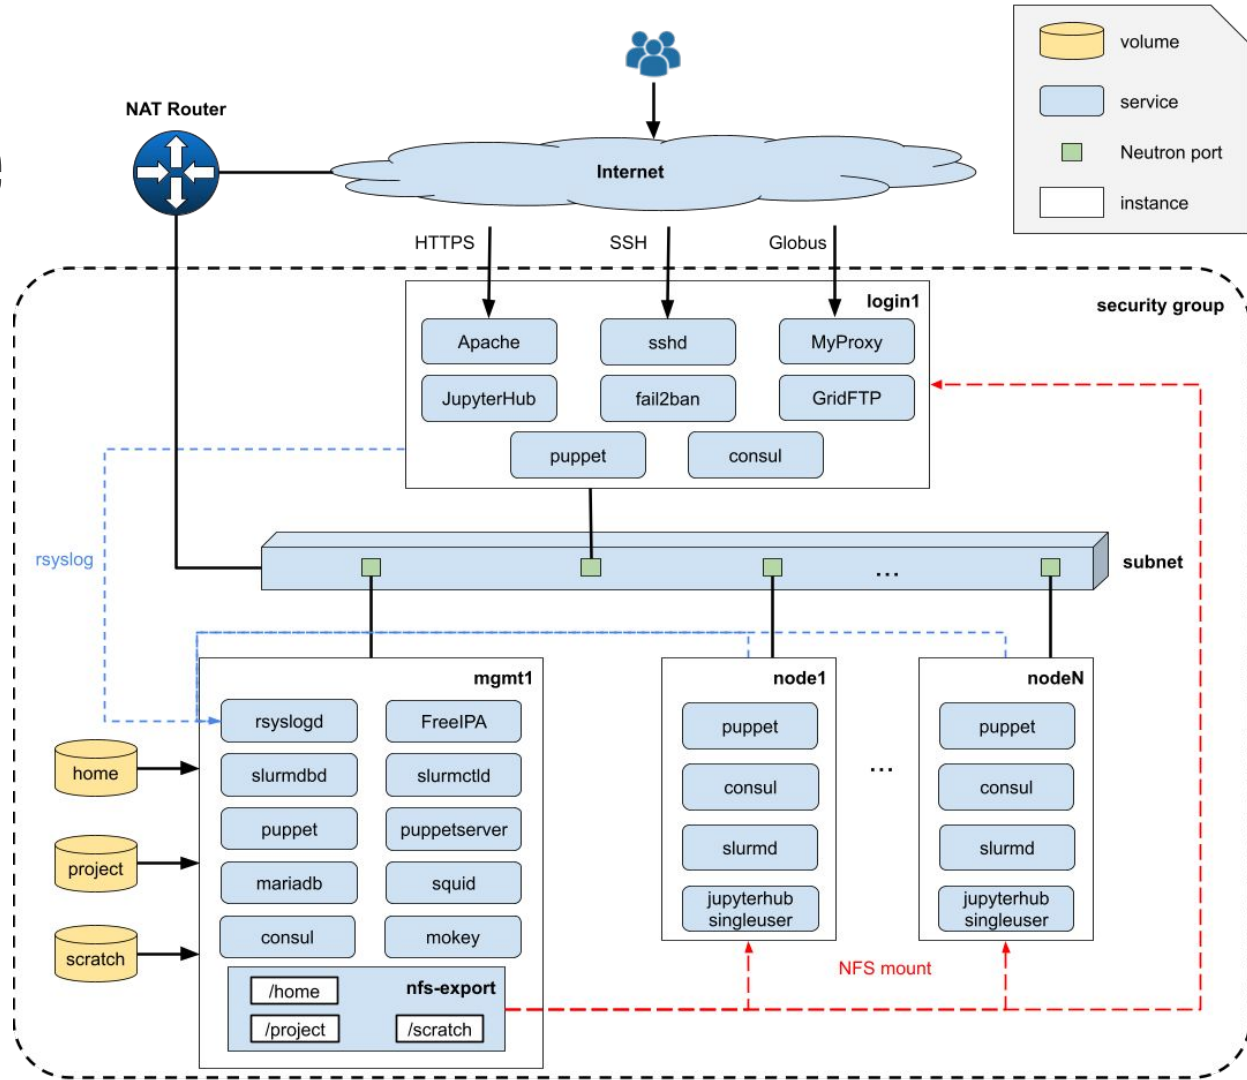 volume
service
Neutron port
instance
NAT Router
Internet
HTTPS
SSH
Globus
login1
security group
Apache
sshd
MyProxy
JupyterHub
fail2ban
GridFTP
puppet
consul
rsyslog
...
subnet
mgmt1
node1
nodeN
rsyslogd
FreeIPA
puppet
puppet
home
slurmdbd
slurmctld
...
consul
consul
puppet
puppetserver
slurmd
slurmd
project
mariadb
squid
jupyterhub
singleuser
jupyterhub
singleuser
scratch
consul
mokey
NFS mount
/home
nfs-export
/project
/scratch